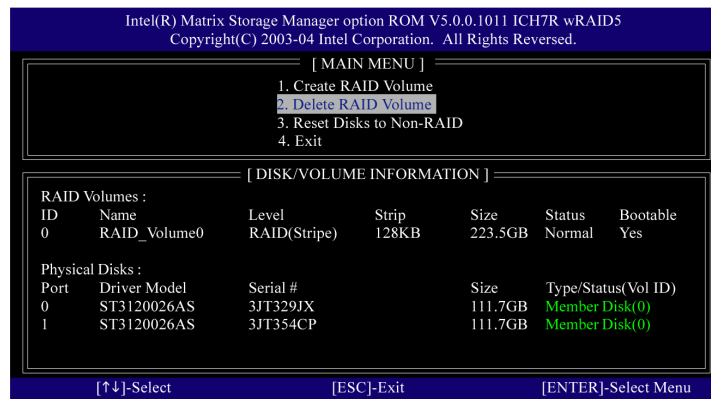 Intel(R) Matrix Storage Manager option ROM V5.0.0.1011 ICH7R wRAID5
Copyright(C) 2003-04 Intel Corporation. All Rights Reversed.
[ MAIN MENU ]
1. Create RAID Volume
2. Delete RAID Volume
3. Reset Disks to Non-RAID
4. Exit
[ DISK/VOLUME INFORMATION ]
RAID Volumes :
ID Name Level Strip Size Status Bootable
0 RAID_Volume0 RAID(Stripe) 128KB 223.5GB Normal Yes
Physical Disks :
Port Driver Model Serial # Size Type/Status(Vol ID)
0 ST3120026AS 3JT329JX 111.7GB Member Disk(0)
1 ST3120026AS 3JT354CP 111.7GB Member Disk(0)
[↑↓]-Select [ESC]-Exit [ENTER]-Select Menu